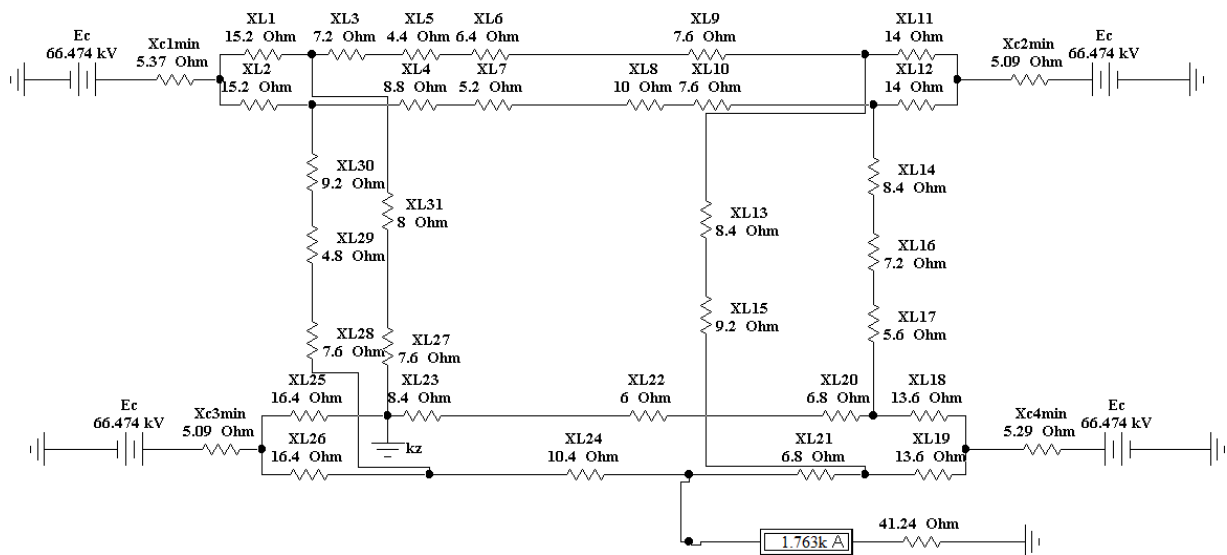 XL1
15.2 Ohm
XL3
7.2 Ohm
XL5
4.4 Ohm
XL6
6.4 Ohm
XL9
7.6 Ohm
XL11
14 Ohm
Ec
66.474 kV
Xc1min
5.37 Ohm
XL2
15.2 Ohm
XL4
8.8 Ohm
XL7
5.2 Ohm
XL8
10 Ohm
XL10
7.6 Ohm
XL12
14 Ohm
Xc2min
5.09 Ohm
Ec
66.474 kV
XL30
9.2 Ohm
XL31
8 Ohm
XL29
4.8 Ohm
XL28
7.6 Ohm
XL27
7.6 Ohm
XL13
8.4 Ohm
XL15
9.2 Ohm
XL14
8.4 Ohm
XL16
7.2 Ohm
XL17
5.6 Ohm
Ec
66.474 kV
Xc3min
5.09 Ohm
XL25
16.4 Ohm
XL23
8.4 Ohm
XL22
6 Ohm
XL20
6.8 Ohm
XL18
13.6 Ohm
XL26
16.4 Ohm
kz
XL24
10.4 Ohm
XL21
6.8 Ohm
XL19
13.6 Ohm
Xc4min
5.29 Ohm
Ec
66.474 kV
1.763k A
41.24 Ohm